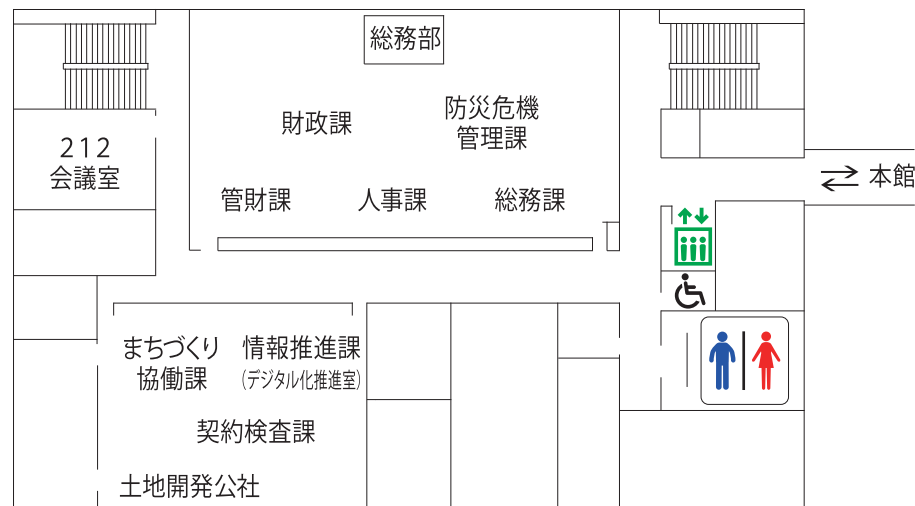 総務部
財政課
防災危機
管理課
212
会議室
本館
管財課
人事課
総務課
まちづくり
協働課
情報推進課
(デジタル化推進室)
契約検査課
土地開発公社